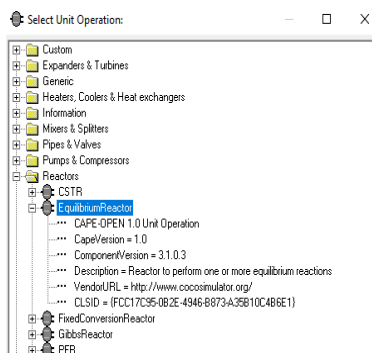 Select Unit Operation:
Custom
Expanders & Turbines
Generic
Heaters, Coolers & Heat exchangers
Information
Mixers & Splitters
Pipes & Valves
Pumps & Compressors
Reactors
CSTR
EquilibriumReactor
CAPE-OPEN 1.0 Unit Operation
CapeVersion = 1.0
ComponentVersion = 3.1.0.3
Description = Reactor to perform one or more equilibrium reactions
VendorURL = http://www.cocosimulator.org/
CLSID = {FCC17C95-0B2E-4946-B873-A35B10C4B6E1}
FixedConversionReactor
GibbsReactor
PFR